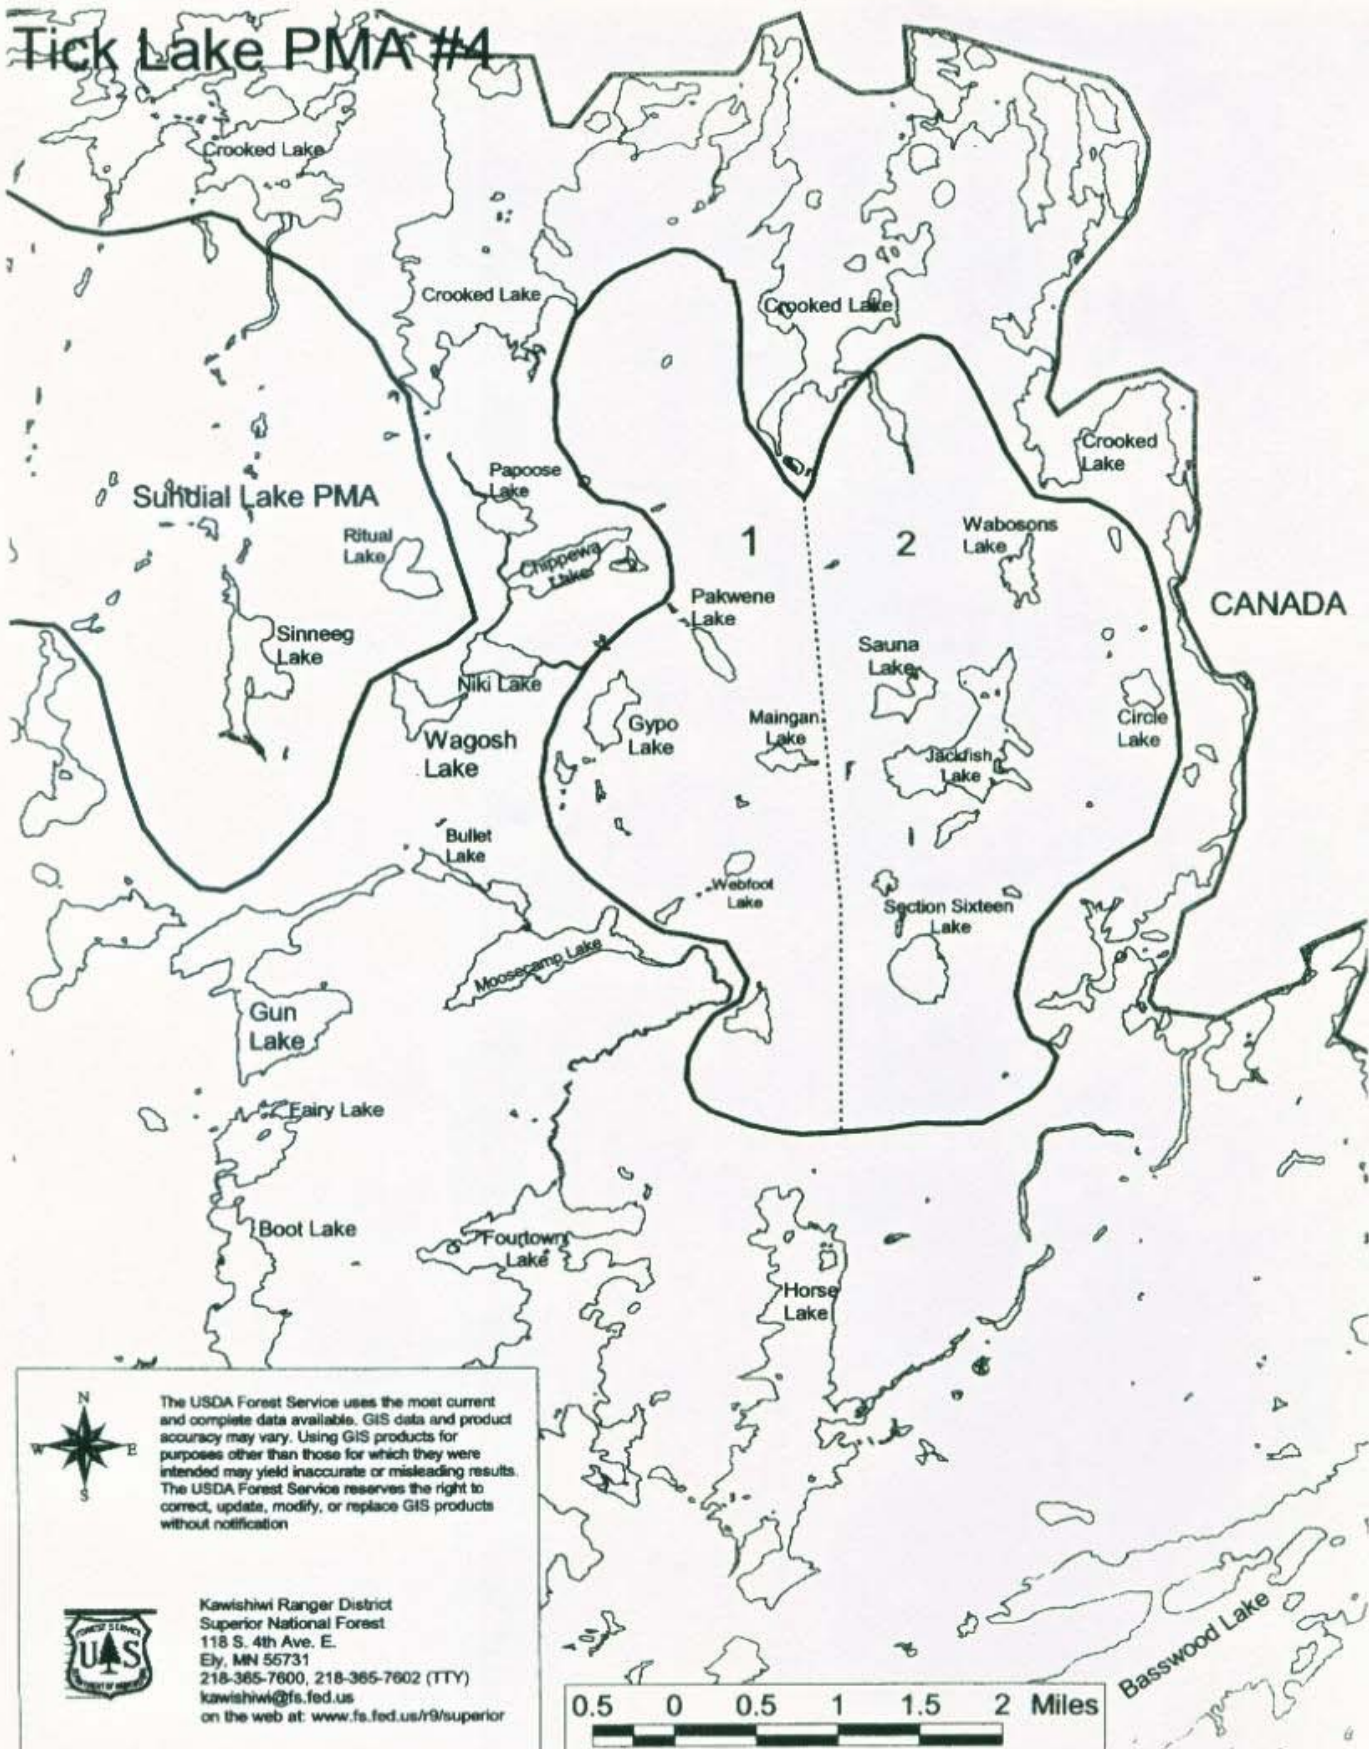 Tick Lake PMA #4
Crooked Lake
Crooked Lake
Crooked Lake
Crooked
Lake
Papoose
Lake
Sundial Lake PMA
Ritual
Lake
Chippewa
Lake
1
2
Wabosons
Lake
CANADA
Pakwene
Lake
Sinneeg
Lake
Sauna
Lake
Niki Lake
Gypo
Lake
Maingan
Lake
Circle
Lake
Wagosh
Lake
Jackfish
Lake
Bullet
Lake
Webfoot
Lake
Section Sixteen
Lake
Moosecamp Lake
Gun
Lake
Fairy Lake
Boot Lake
Fourtown
Lake
Horse
Lake
Basswood Lake
N
W E
S
The USDA Forest Service uses the most current
and complete data available. GIS data and product
accuracy may vary. Using GIS products for
purposes other than those for which they were
intended may yield inaccurate or misleading results.
The USDA Forest Service reserves the right to
correct, update, modify, or replace GIS products
without notification
FOREST SERVICE
US
DEPARTMENT OF AGRICULTURE
Kawishiwi Ranger District
Superior National Forest
118 S. 4th Ave. E.
Ely, MN 55731
218-365-7600, 218-365-7602 (TTY)
kawishiwi@fs.fed.us
on the web at: www.fs.fed.us/r9/superior
0.5 0 0.5 1 1.5 2 Miles